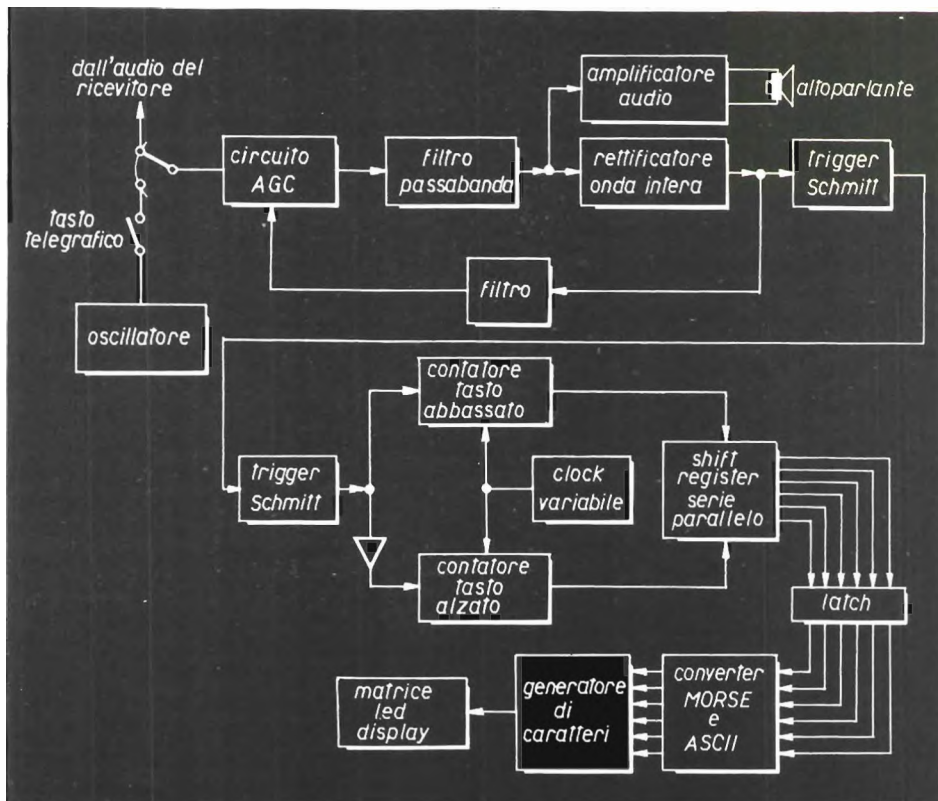 dall'audio del
ricevitore
amplificatore
audio
altoparlante
circuito
AGC
filtro
passabanda
rettificatore
onda intera
trigger
Schmitt
tasto
telegrafico
filtro
oscillatore
contatore
tasto
abbassato
trigger
Schmitt
clock
variabile
shift
register
serie
parallelo
contatore
tasto
alzato
latch
matrice
led
display
generatore
di
caratteri
converter
MORSE
e
ASCII